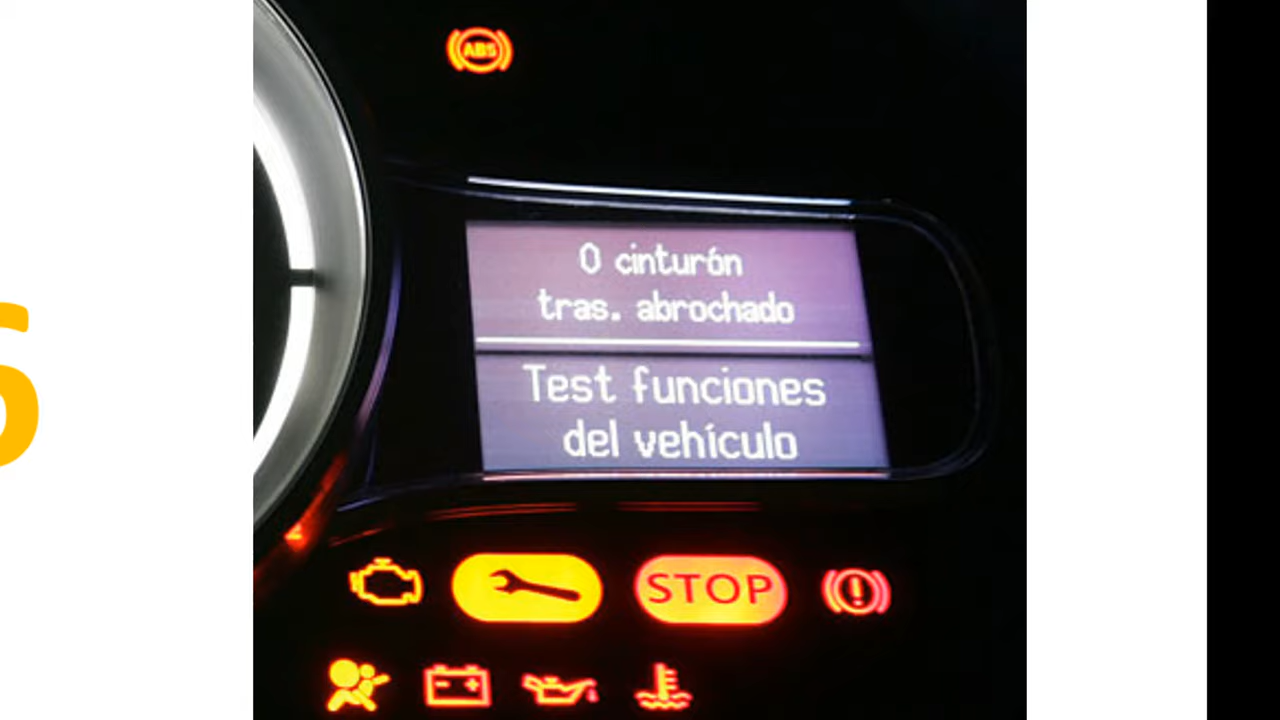 ABS
0 cinturón
tras. abrochado
Test funciones
del vehículo
STOP